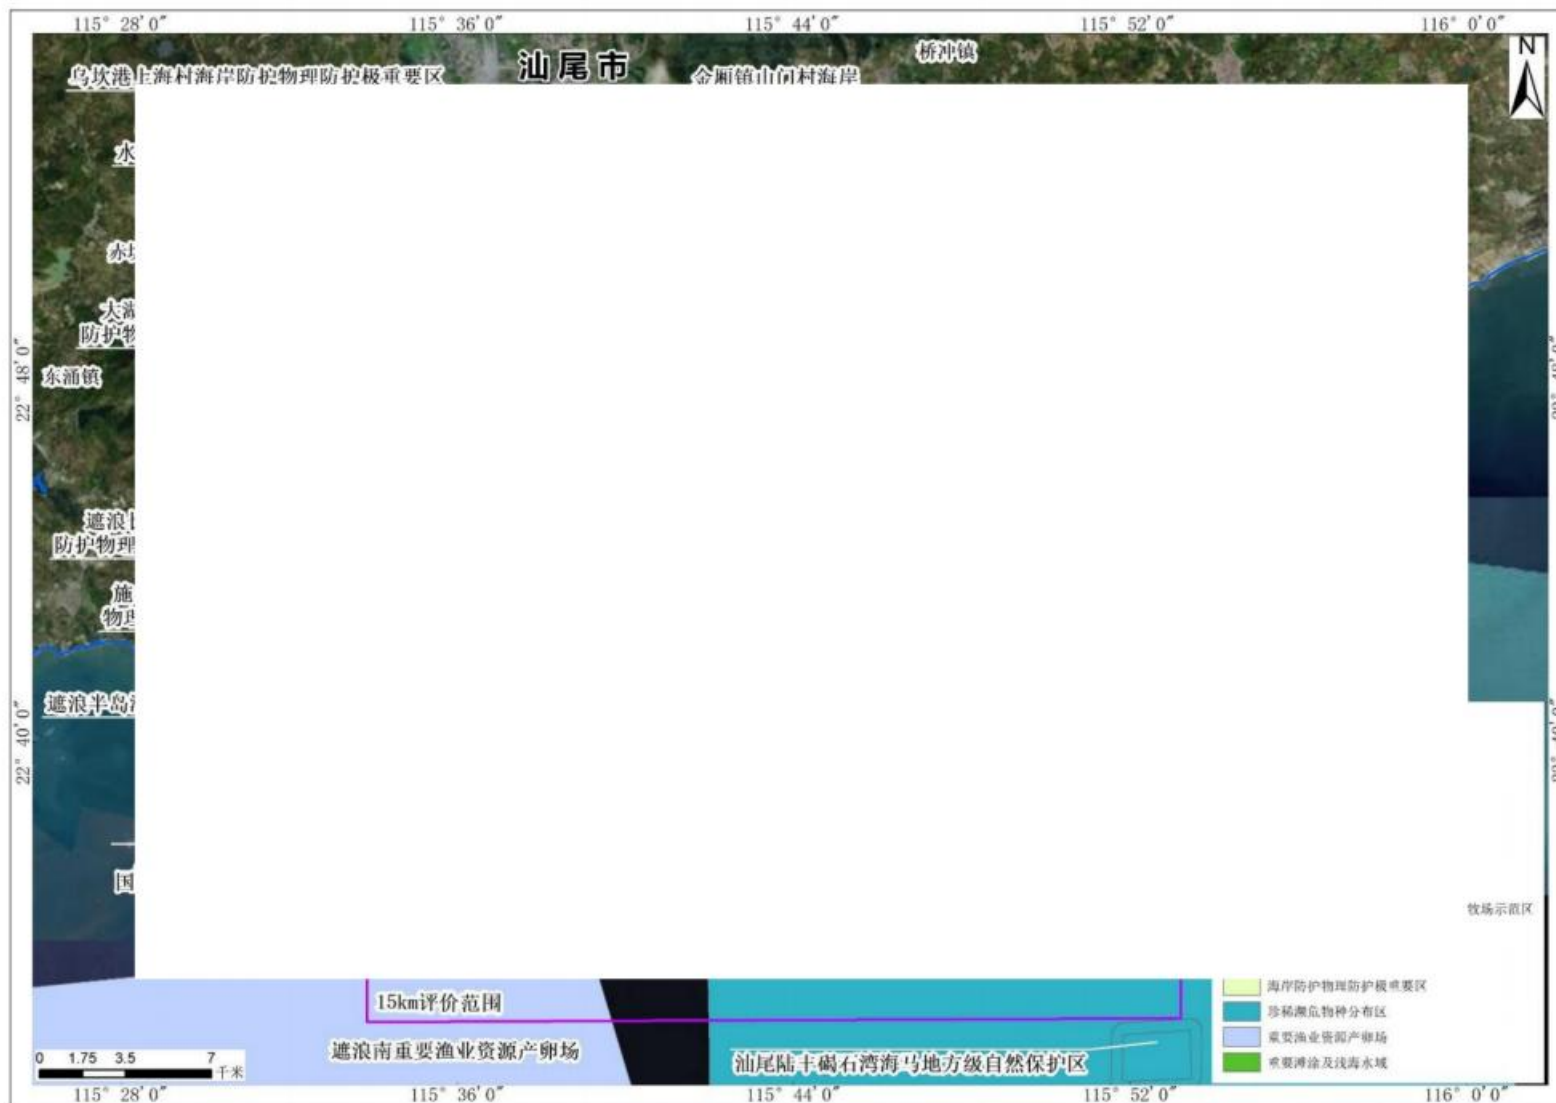 115° 28′ 0″
115° 36′ 0″
115° 44′ 0″
115° 52′ 0″
116° 0′ 0″
乌坎港上海村海岸防护物理防护极重要区
汕尾市
金厢镇山门村海岸
桥冲镇
N
水
赤
大湖
防护物
东涌镇
22° 48′ 0″
遮浪
防护物理
施
物理
遮浪半岛
22° 40′ 0″
国
牧场示范区
15km评价范围
遮浪南重要渔业资源产卵场
汕尾陆丰碣石湾海马地方级自然保护区
海岸防护物理防护极重要区
珍稀濒危物种分布区
重要渔业资源产卵场
重要滩涂及浅海水域
0 1.75 3.5 7
千米
115° 28′ 0″
115° 36′ 0″
115° 44′ 0″
115° 52′ 0″
116° 0′ 0″